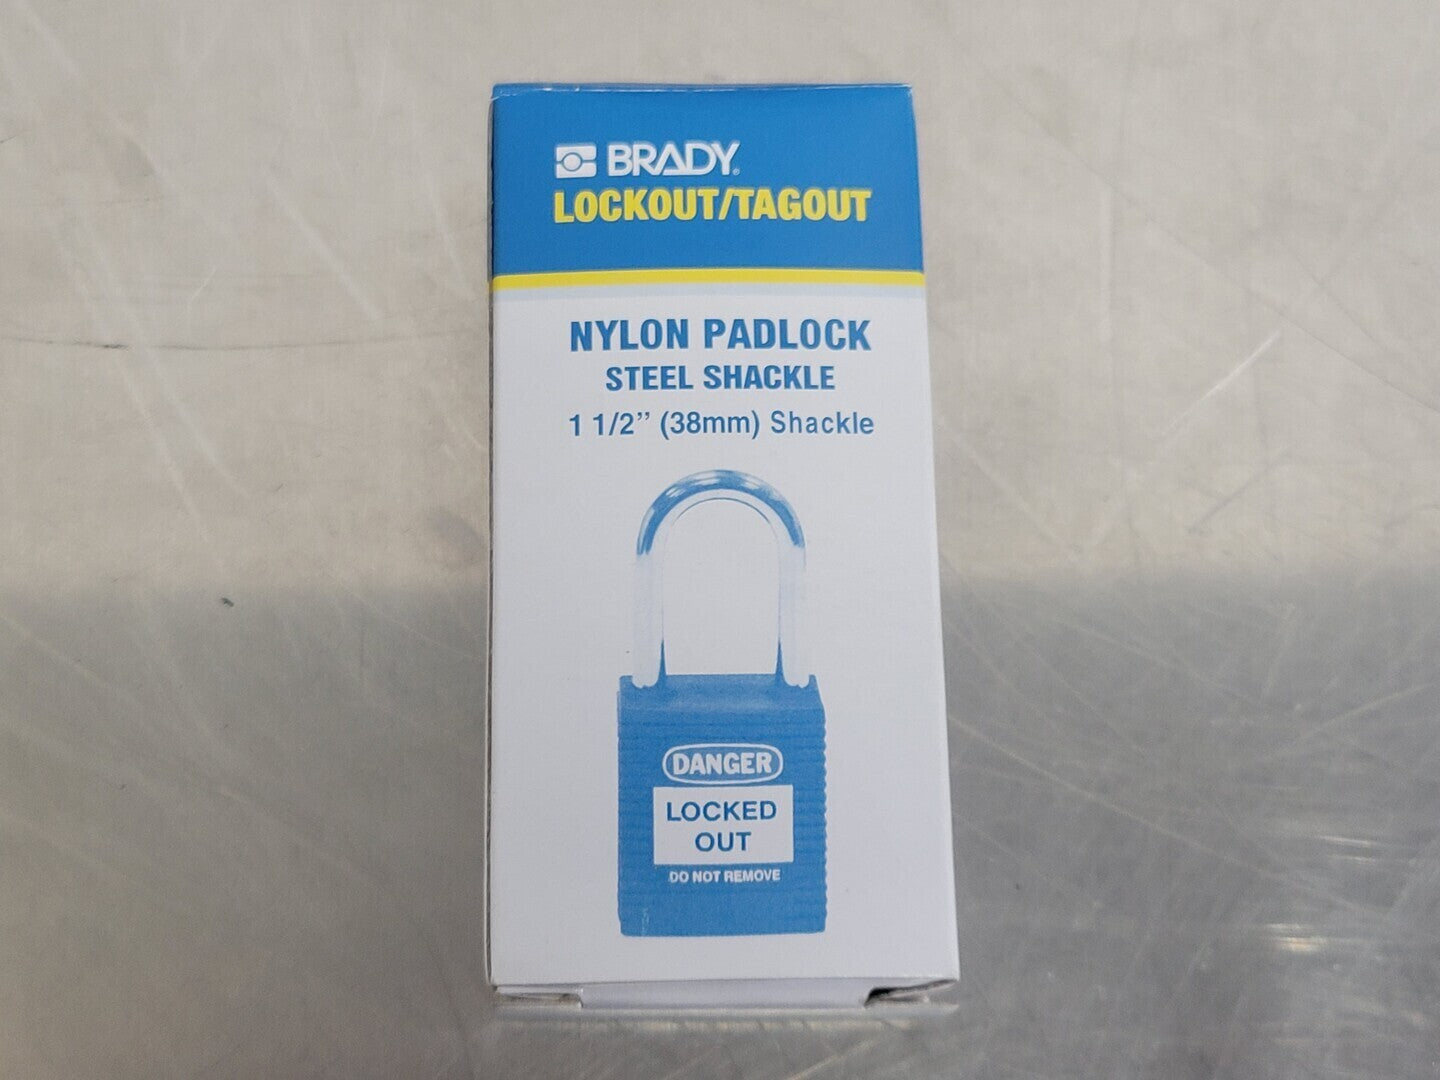 BRADY®
LOCKOUT/TAGOUT
NYLON PADLOCK
STEEL SHACKLE
1 1/2" (38mm) Shackle
DANGER
LOCKED
OUT
DO NOT REMOVE